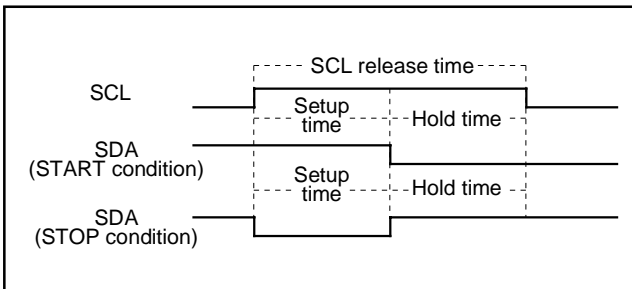 SCL release time
SCL
Setup
time
Hold time
SDA
(START condition)
Setup
time
Hold time
SDA
(STOP condition)